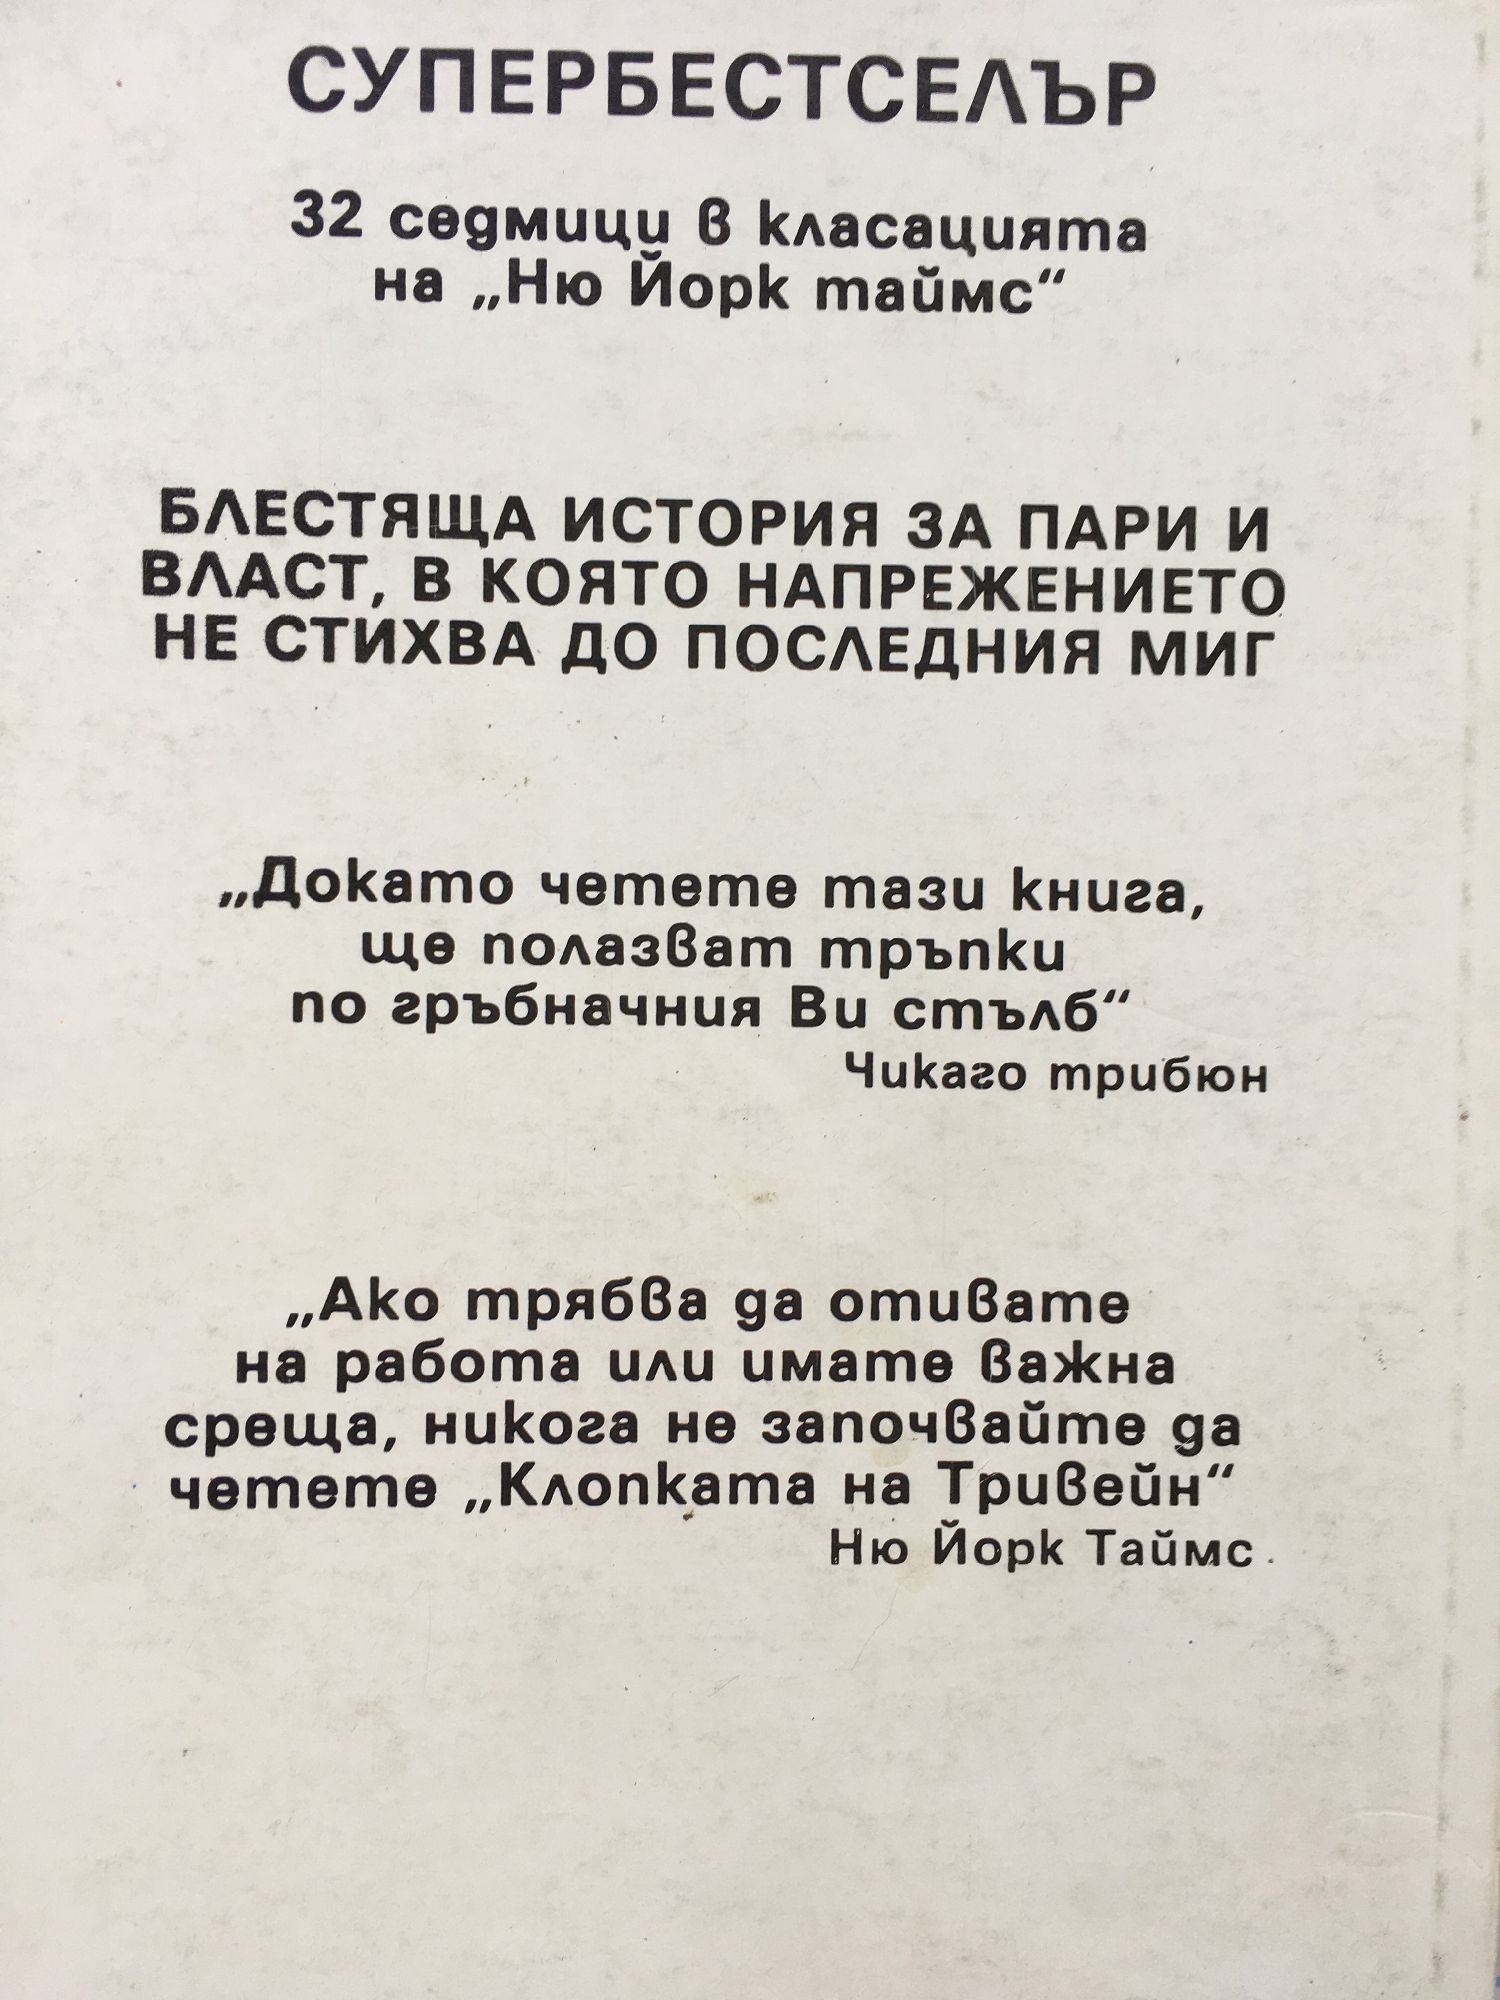 СУПЕРБЕСТСЕЛЪР
32 седмици в класацията
на „Ню Йорк таймс“
БЛЕСТЯЩА ИСТОРИЯ ЗА ПАРИ И
ВЛАСТ, В КОЯТО НАПРЕЖЕНИЕТО
НЕ СТИХВА ДО ПОСЛЕДНИЯ МИГ
„Докато четете тази книга,
ще полазват тръпки
по гръбначния Ви стълб“
Чикаго трибюн
„Ако трябва да отивате
на работа или имате важна
среща, никога не започвайте да
четете „Клопката на Тривейн“
Ню Йорк Таймс